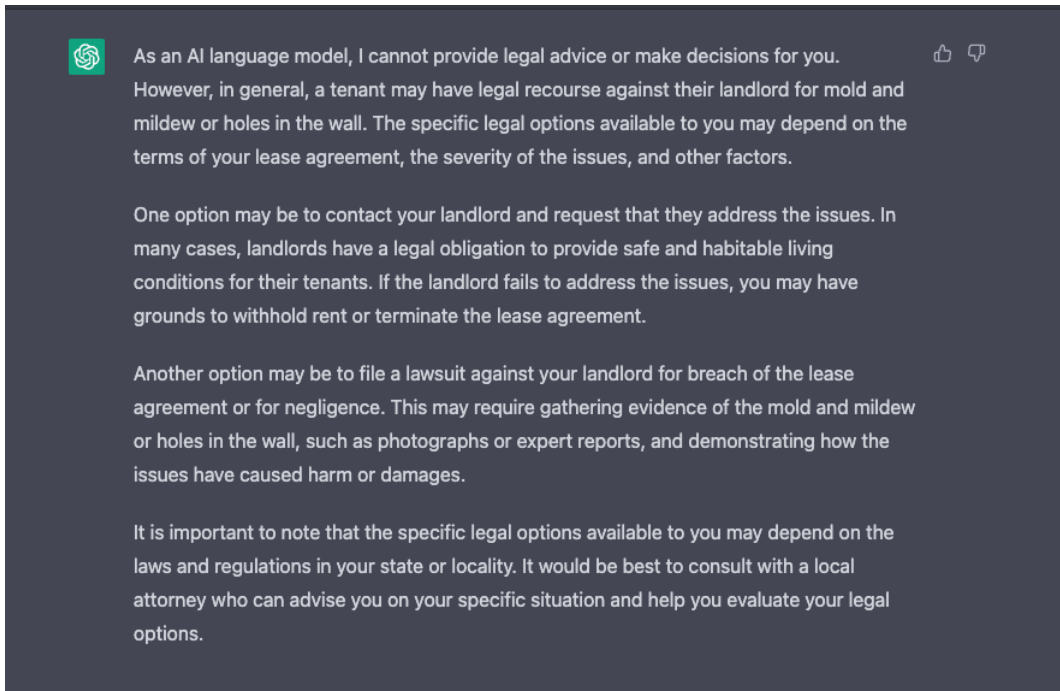 As an AI language model, I cannot provide legal advice or make decisions for you.
However, in general, a tenant may have legal recourse against their landlord for mold and
mildew or holes in the wall. The specific legal options available to you may depend on the
terms of your lease agreement, the severity of the issues, and other factors.
One option may be to contact your landlord and request that they address the issues. In
many cases, landlords have a legal obligation to provide safe and habitable living
conditions for their tenants. If the landlord fails to address the issues, you may have
grounds to withhold rent or terminate the lease agreement.
Another option may be to file a lawsuit against your landlord for breach of the lease
agreement or for negligence. This may require gathering evidence of the mold and mildew
or holes in the wall, such as photographs or expert reports, and demonstrating how the
issues have caused harm or damages.
It is important to note that the specific legal options available to you may depend on the
laws and regulations in your state or locality. It would be best to consult with a local
attorney who can advise you on your specific situation and help you evaluate your legal
options.